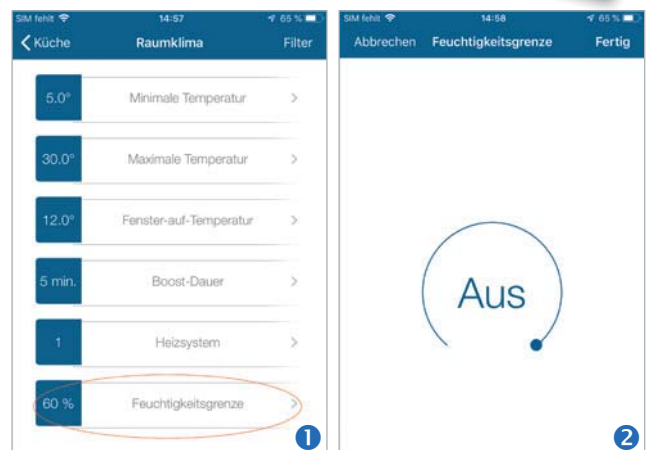 SIM fehlt 14:57 65 %
Küche Raumklima Filter
5.0° Minimale Temperatur
30.0° Maximale Temperatur
12.0° Fenster-auf-Temperatur
5 min. Boost-Dauer
1 Heizsystem
60 % Feuchtigkeitsgrenze
1
SIM fehlt 14:58 65 %
Abbrechen Feuchtigkeitsgrenze Fertig
Aus
2